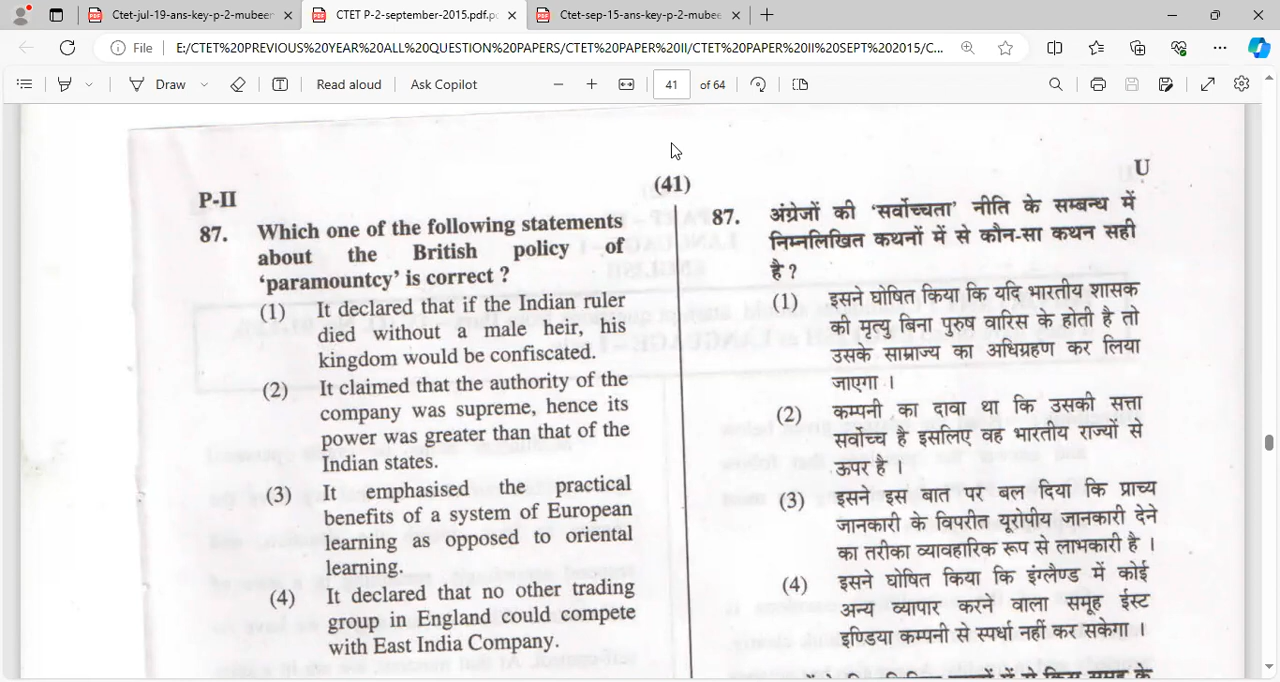 Ctet-jul-19-ans-key-p-2-mubee
CTET P-2-september-2015.pdf.p
Ctet-sep-15-ans-key-p-2-mubee
File
E:/CTET%20PREVIOUS%20YEAR%20ALL%20QUESTION%20PAPERS/CTET%20PAPER%20II/CTET%20PAPER%20II%20SEPT%202015/C...
Draw
Read aloud
Ask Copilot
41 of 64
P-II
(41)
U
87. Which one of the following statements
about the British policy of
'paramountcy' is correct ?
(1) It declared that if the Indian ruler
died without a male heir, his
kingdom would be confiscated.
(2) It claimed that the authority of the
company was supreme, hence its
power was greater than that of the
Indian states.
(3) It emphasised the practical
benefits of a system of European
learning as opposed to oriental
learning.
(4) It declared that no other trading
group in England could compete
with East India Company.
87. अंग्रेजों की 'सर्वोच्चता' नीति के सम्बन्ध में
निम्नलिखित कथनों में से कौन-सा कथन सही
है ?
(1) इसने घोषित किया कि यदि भारतीय शासक
की मृत्यु बिना पुरुष वारिस के होती है तो
उसके साम्राज्य का अधिग्रहण कर लिया
जाएगा ।
(2) कम्पनी का दावा था कि उसकी सत्ता
सर्वोच्च है इसलिए वह भारतीय राज्यों से
ऊपर है ।
(3) इसने इस बात पर बल दिया कि प्राच्य
जानकारी के विपरीत यूरोपीय जानकारी देने
का तरीका व्यावहारिक रूप से लाभकारी है ।
(4) इसने घोषित किया कि इंग्लैण्ड में कोई
अन्य व्यापार करने वाला समूह ईस्ट
इण्डिया कम्पनी से स्पर्धा नहीं कर सकेगा ।